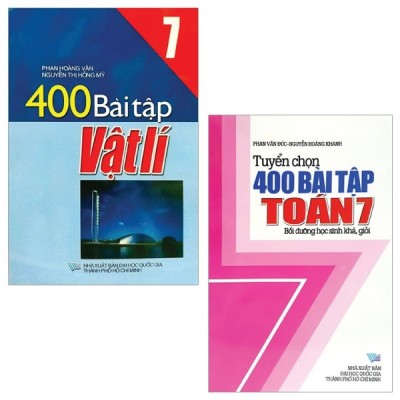 7
PHAN HOÀNG VĂN
NGUYỄN THỊ HỒNG MỸ
400 Bài tập
Vật lí
NHÀ XUẤT BẢN ĐẠI HỌC QUỐC GIA
THÀNH PHỐ HỒ CHÍ MINH
PHAN VĂN ĐỨC-NGUYỄN HOÀNG KHANH
Tuyển chọn
400 BÀI TẬP
TOÁN 7
Bồi dưỡng học sinh khá, giỏi
7
NHÀ XUẤT BẢN
ĐẠI HỌC QUỐC GIA
THÀNH PHỐ HỒ CHÍ MINH